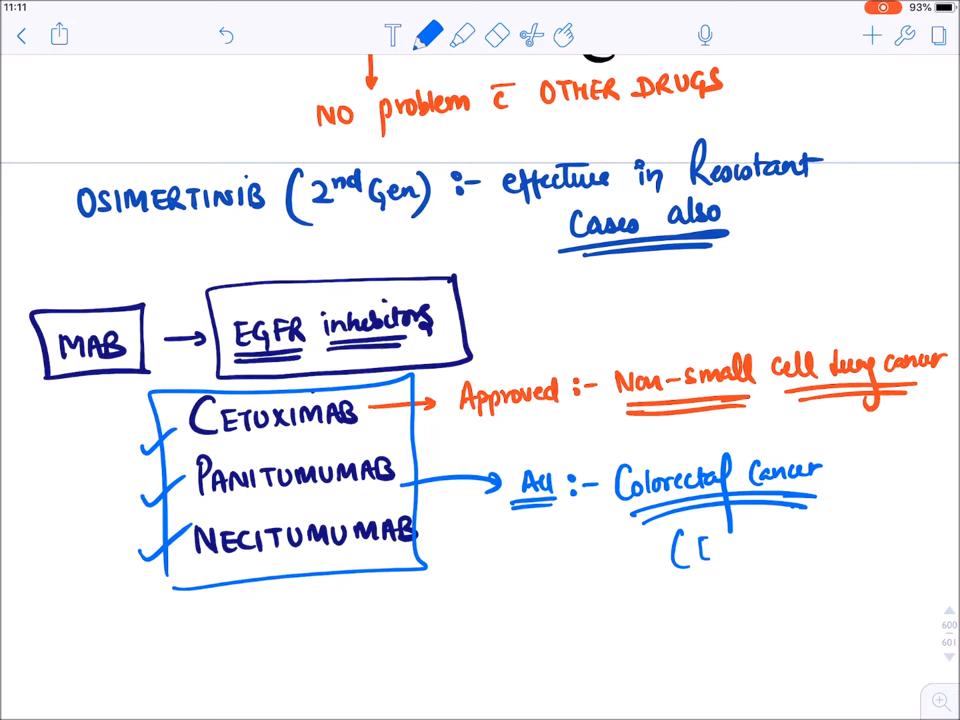 11:11
93%
T
NO problem c̄ OTHER DRUGS
OSIMERTINIB (2nd Gen) :- effective in Resistant
Cases also
MAB → EGFR inhibitors
CETUXIMAB → Approved :- Non-small cell lung cancer
PANITUMUMAB → All :- Colorectal Cancer
NECITUMUMAB
(
600
601